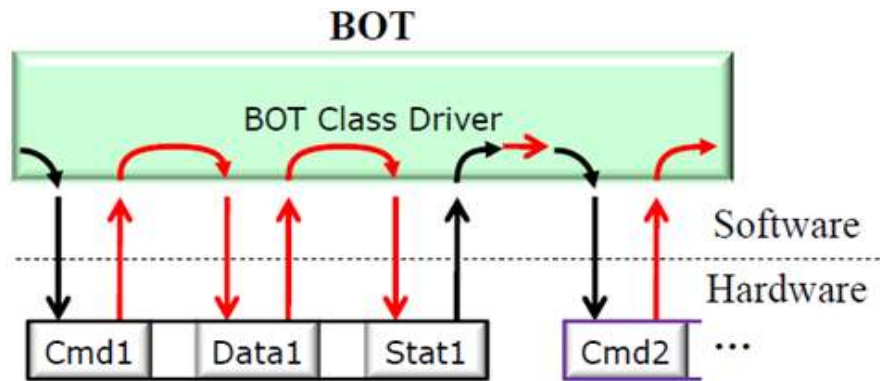 BOT
BOT Class Driver
Software
Hardware
Cmd1 Data1 Stat1 Cmd2 ...